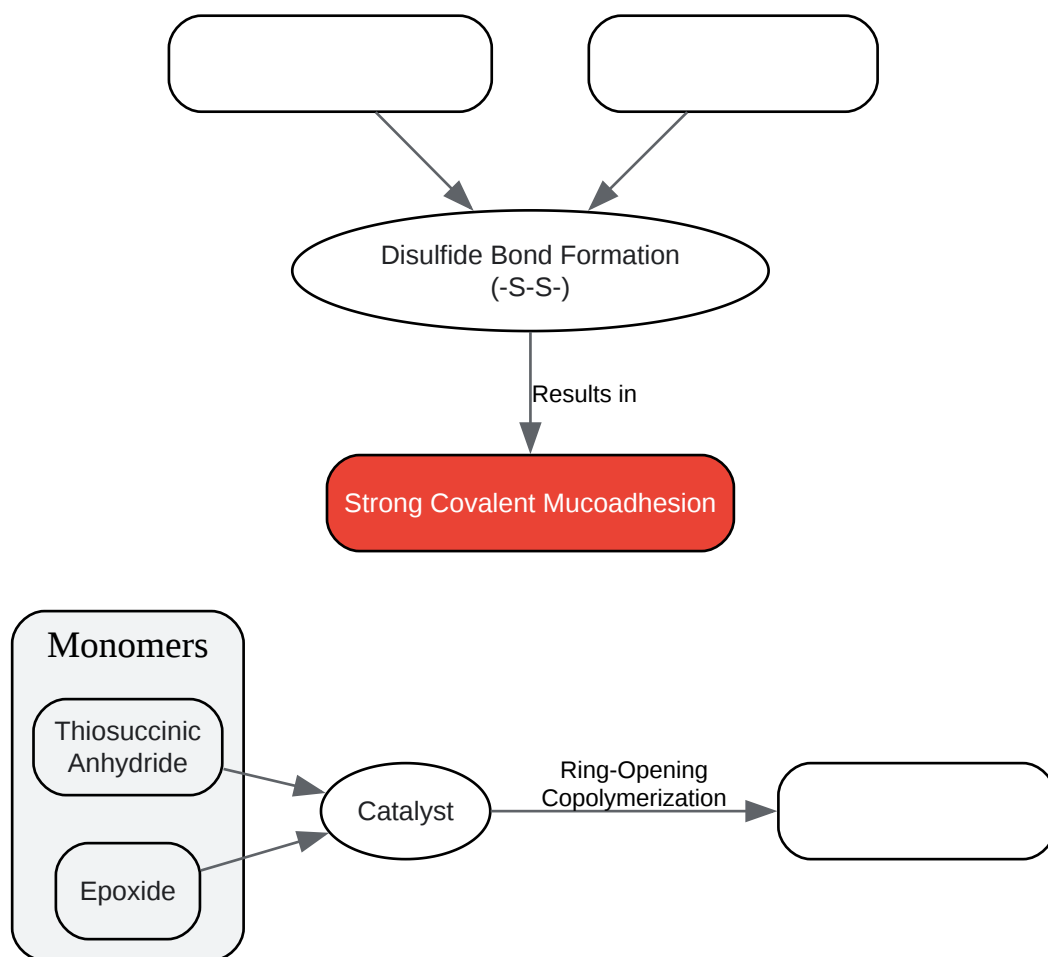 Disulfide Bond Formation
(-S-S-)
Results in
Strong Covalent Mucoadhesion
Monomers
Thiosuccinic
Anhydride
Epoxide
Catalyst
Ring-Opening
Copolymerization